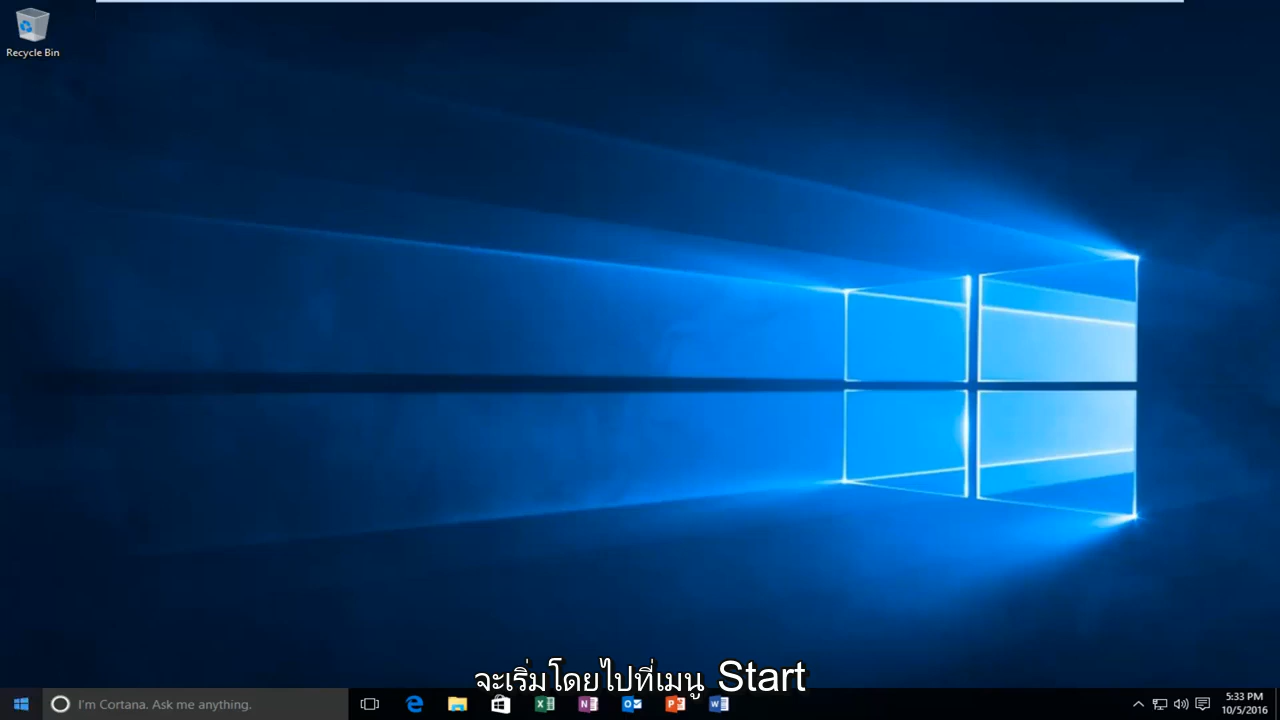 Recycle Bin
จะเริ่มโดยไปที่เมนู Start
I'm Cortana. Ask me anything.
5:33 PM
10/5/2016